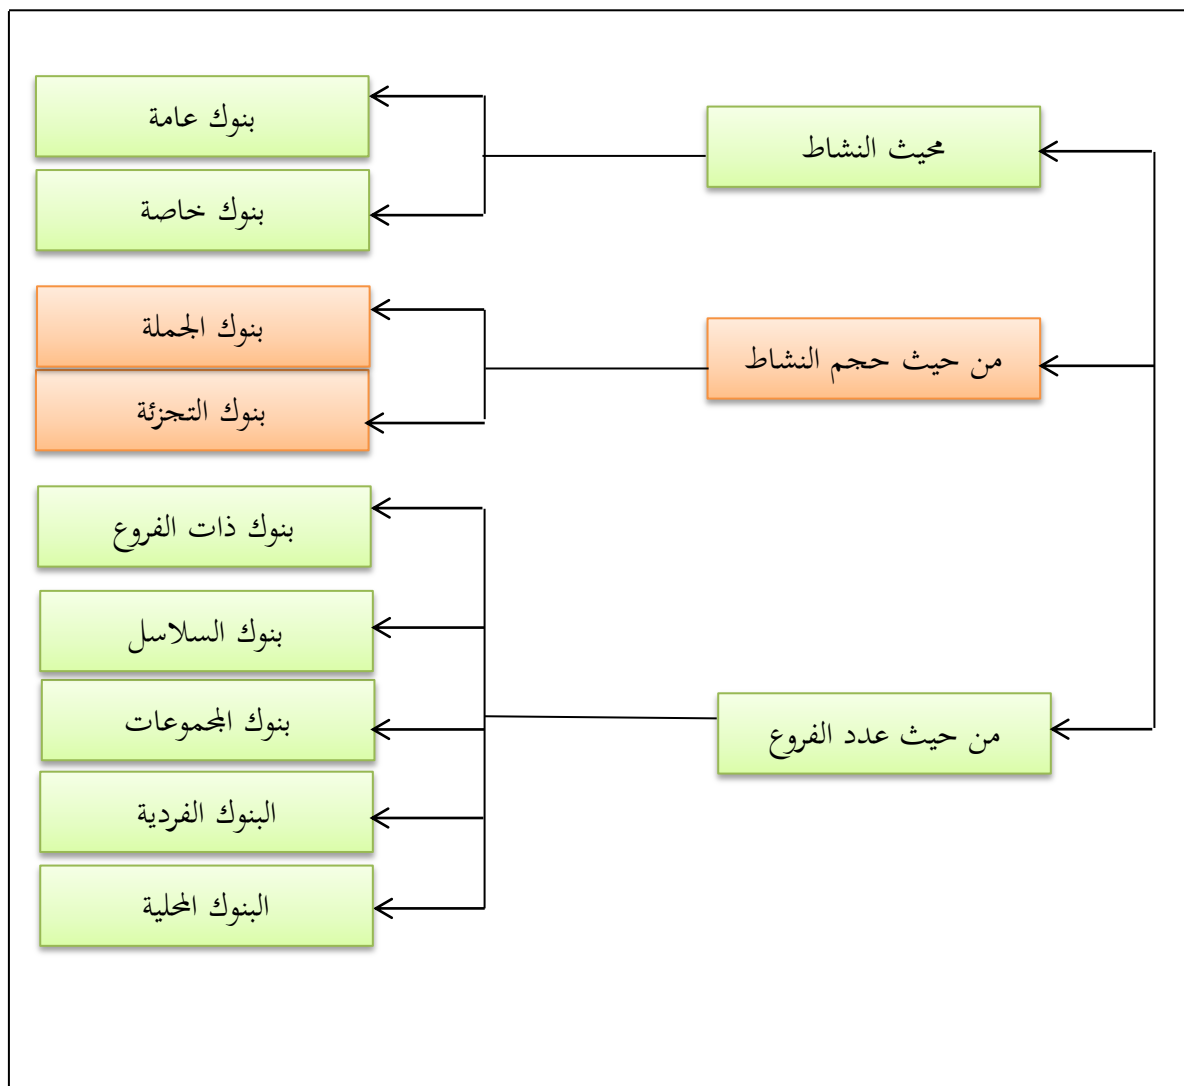 محيث النشاط
بنوك عامة
بنوك خاصة
من حيث حجم النشاط
بنوك الجملة
بنوك التجزئة
من حيث عدد الفروع
بنوك ذات الفروع
بنوك السلاسل
بنوك المجموعات
البنوك الفردية
البنوك المحلية